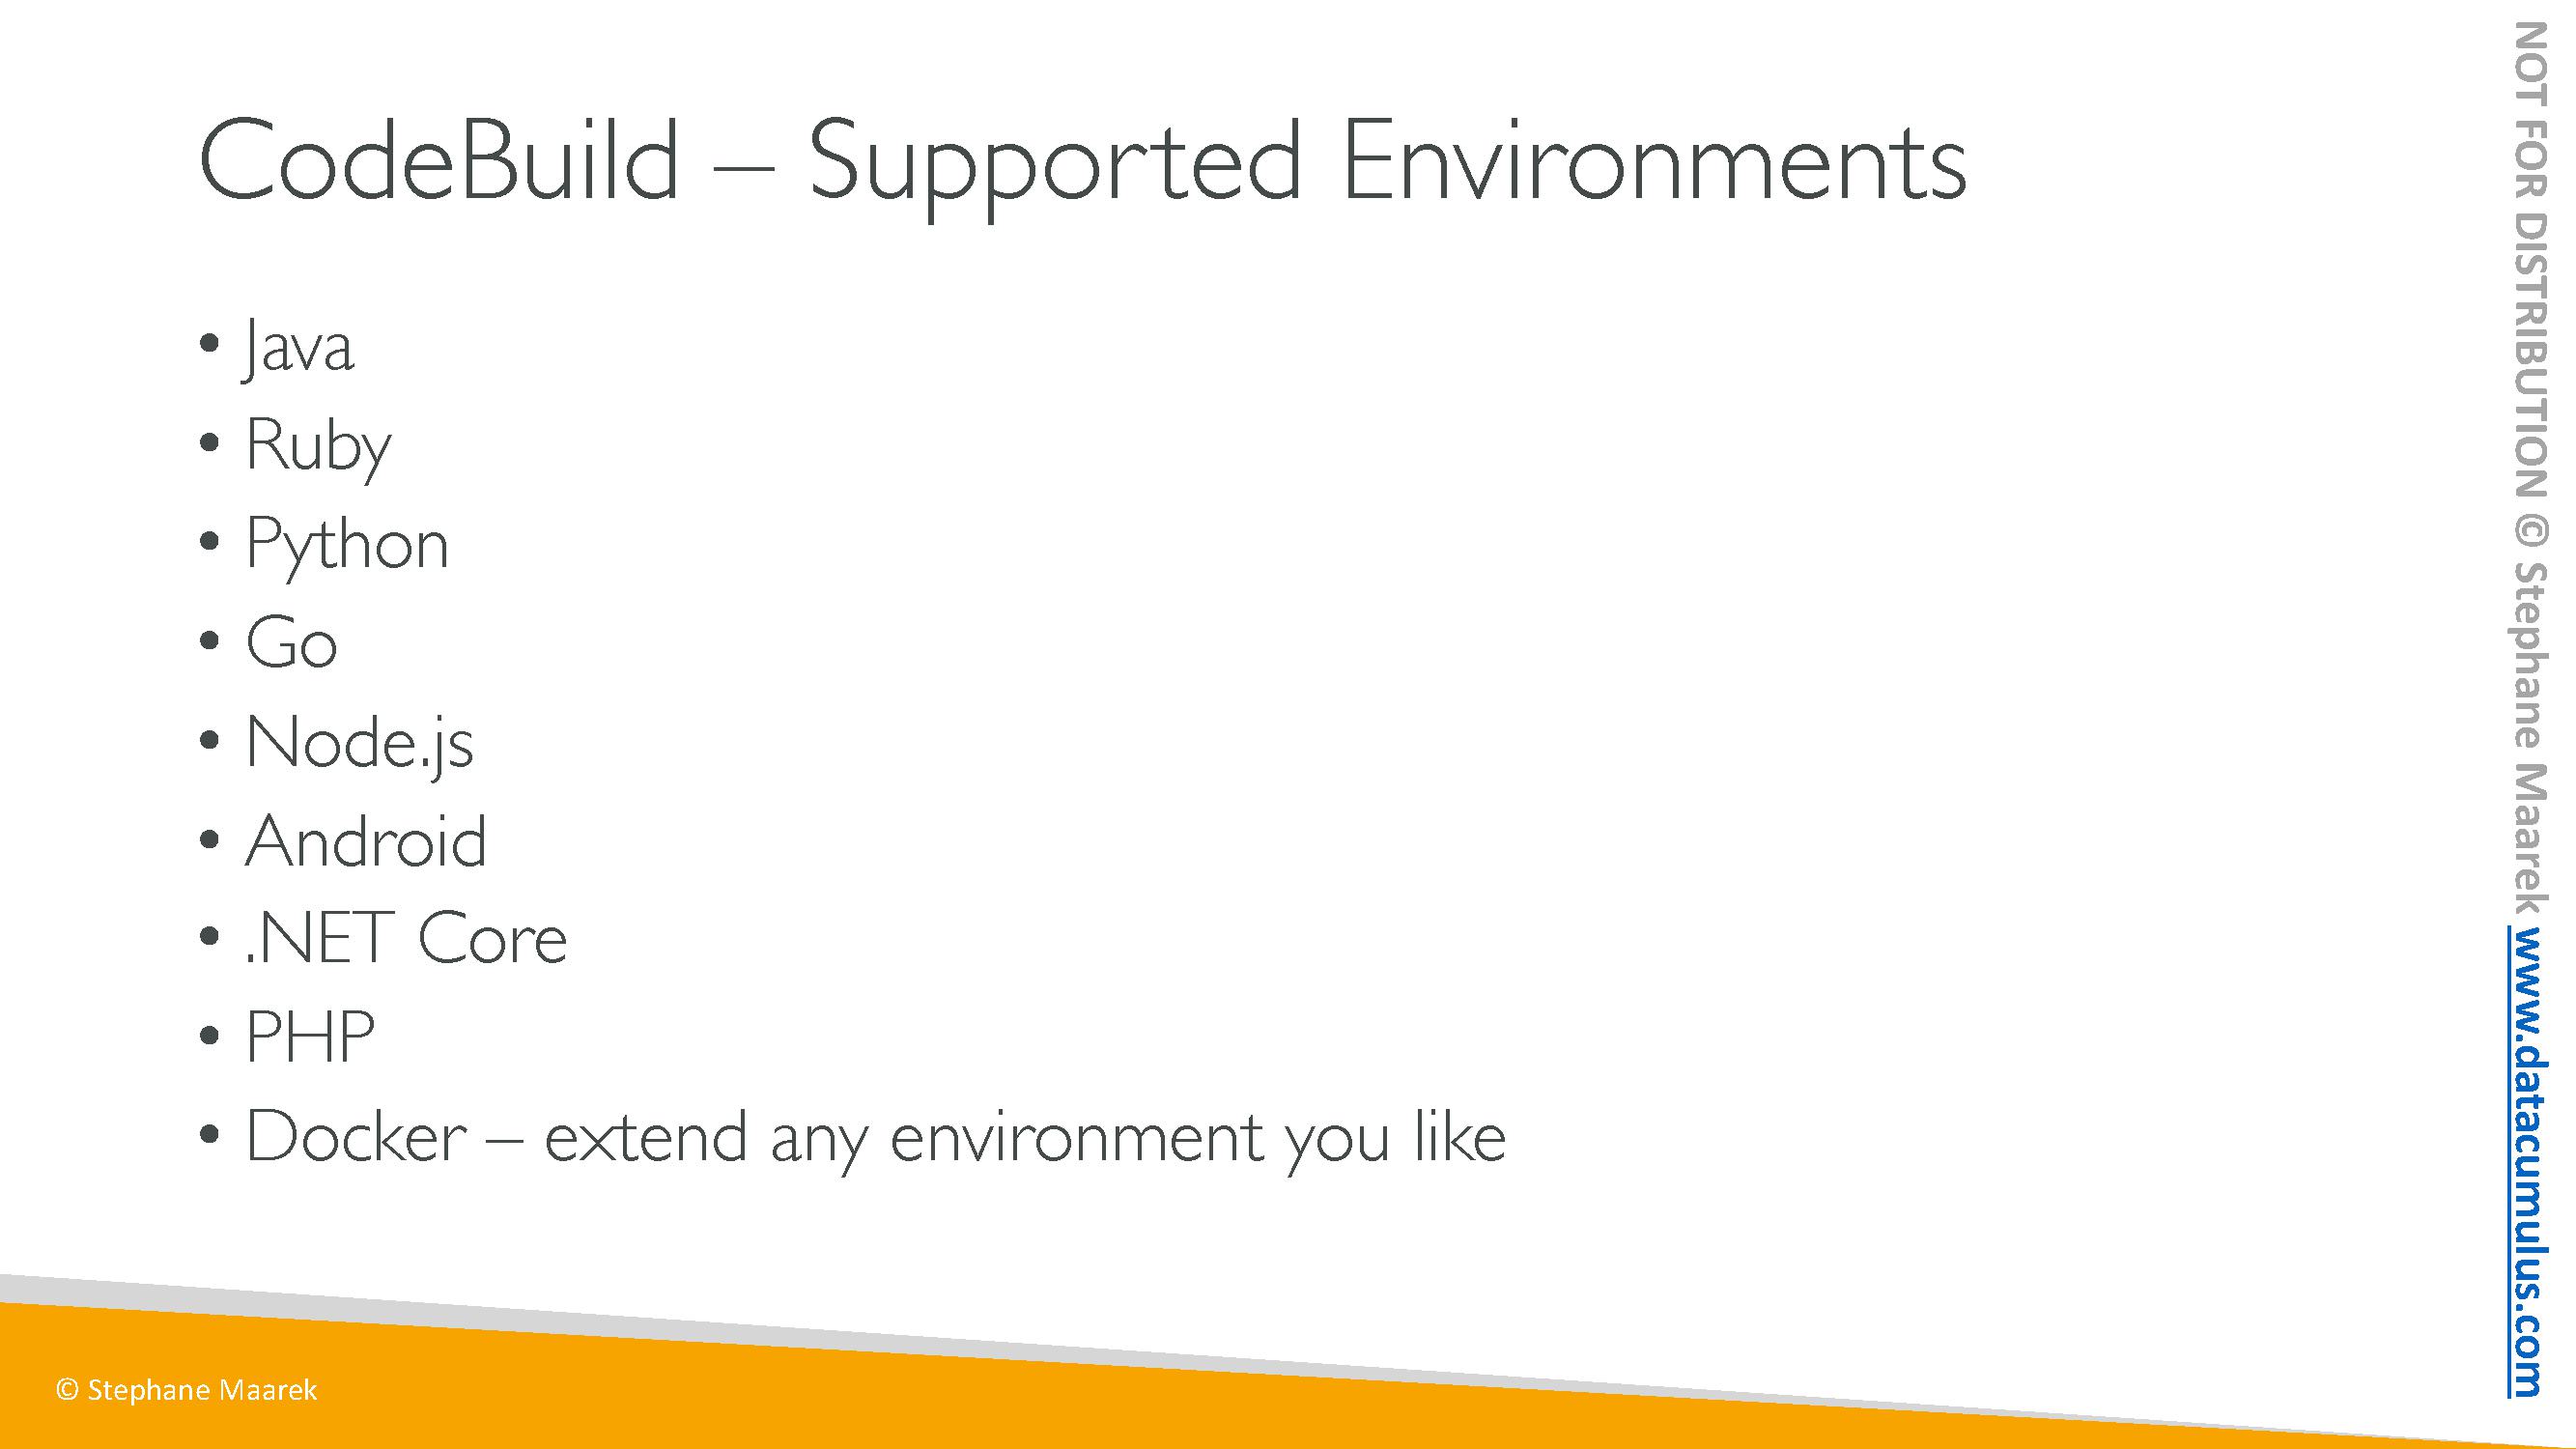 CodeBuild – Supported Environments
• Java
• Ruby
• Python
• Go
• Node.js
• Android
• .NET Core
• PHP
• Docker – extend any environment you like
© Stephane Maarek
NOT FOR DISTRIBUTION © Stephane Maarek www.datacumulus.com